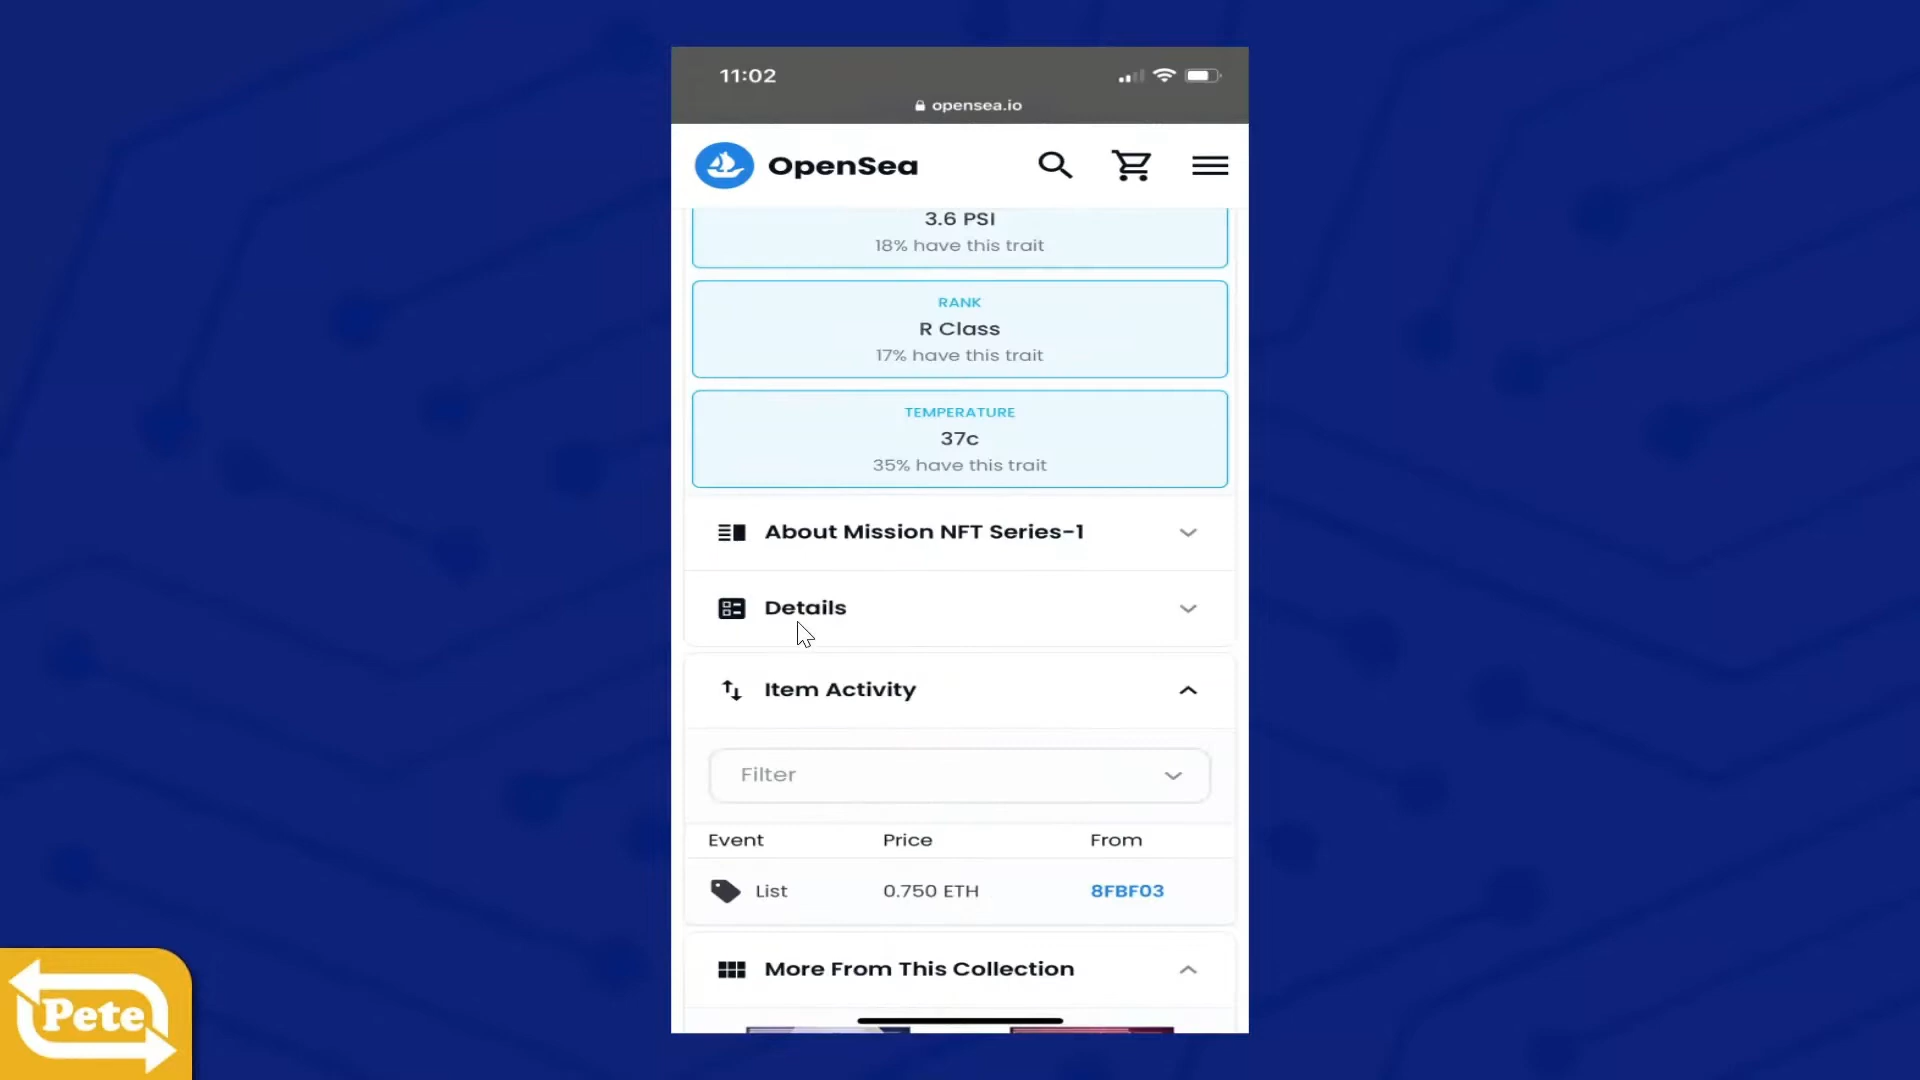 11:02
opensea.io
OpenSea
3.6 PSI
18% have this trait
RANK
R Class
17% have this trait
TEMPERATURE
37c
35% have this trait
About Mission NFT Series-1
Details
Item Activity
Filter
Event Price From
List 0.750 ETH 8FBF03
More From This Collection
Pete